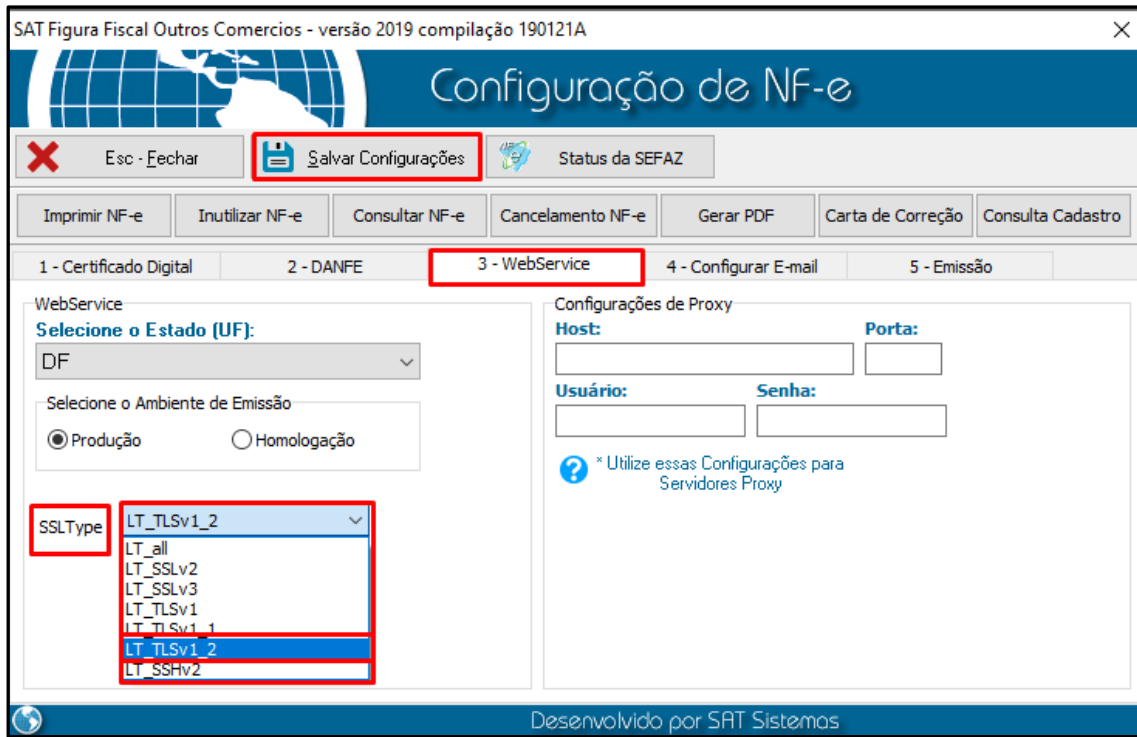 SAT Figura Fiscal Outros Comercios - versão 2019 compilação 190121A
Configuração de NF-e
Esc - Fechar
Salvar Configurações
Status da SEFAZ
Imprimir NF-e
Inutilizar NF-e
Consultar NF-e
Cancelamento NF-e
Gerar PDF
Carta de Correção
Consulta Cadastro
1 - Certificado Digital
2 - DANFE
3 - WebService
4 - Configurar E-mail
5 - Emissão
WebService
Selecione o Estado (UF):
DF
Selecione o Ambiente de Emissão
Produção
Homologação
SSLType
LT_TLSv1_2
LT_all
LT_SSLv2
LT_SSLv3
LT_TLSv1
LT_TLSv1_1
LT_TLSv1_2
LT_SSHv2
Configurações de Proxy
Host:
Porta:
Usuário:
Senha:
* Utilize essas Configurações para
Servidores Proxy
Desenvolvido por SAT Sistemas